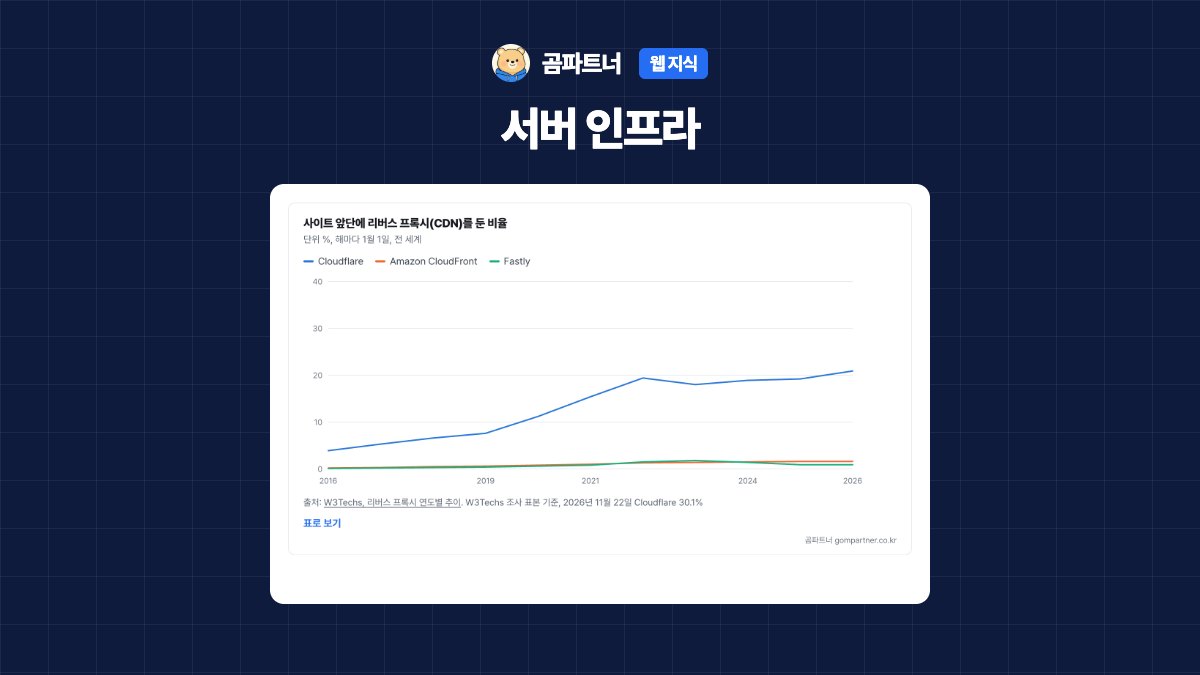 곰파트너 웹 지식
서버 인프라
사이트 앞단에 리버스 프록시(CDN)를 둔 비율
단위 %, 해마다 1월 1일, 전 세계
Cloudflare Amazon CloudFront Fastly
40
30
20
10
0
2016 2019 2021 2024 2026
출처: W3Techs, 리버스 프록시 연도별 추이. W3Techs 조사 표본 기준, 2026년 11월 22일 Cloudflare 30.1%
표로 보기
곰파트너 gompartner.co.kr